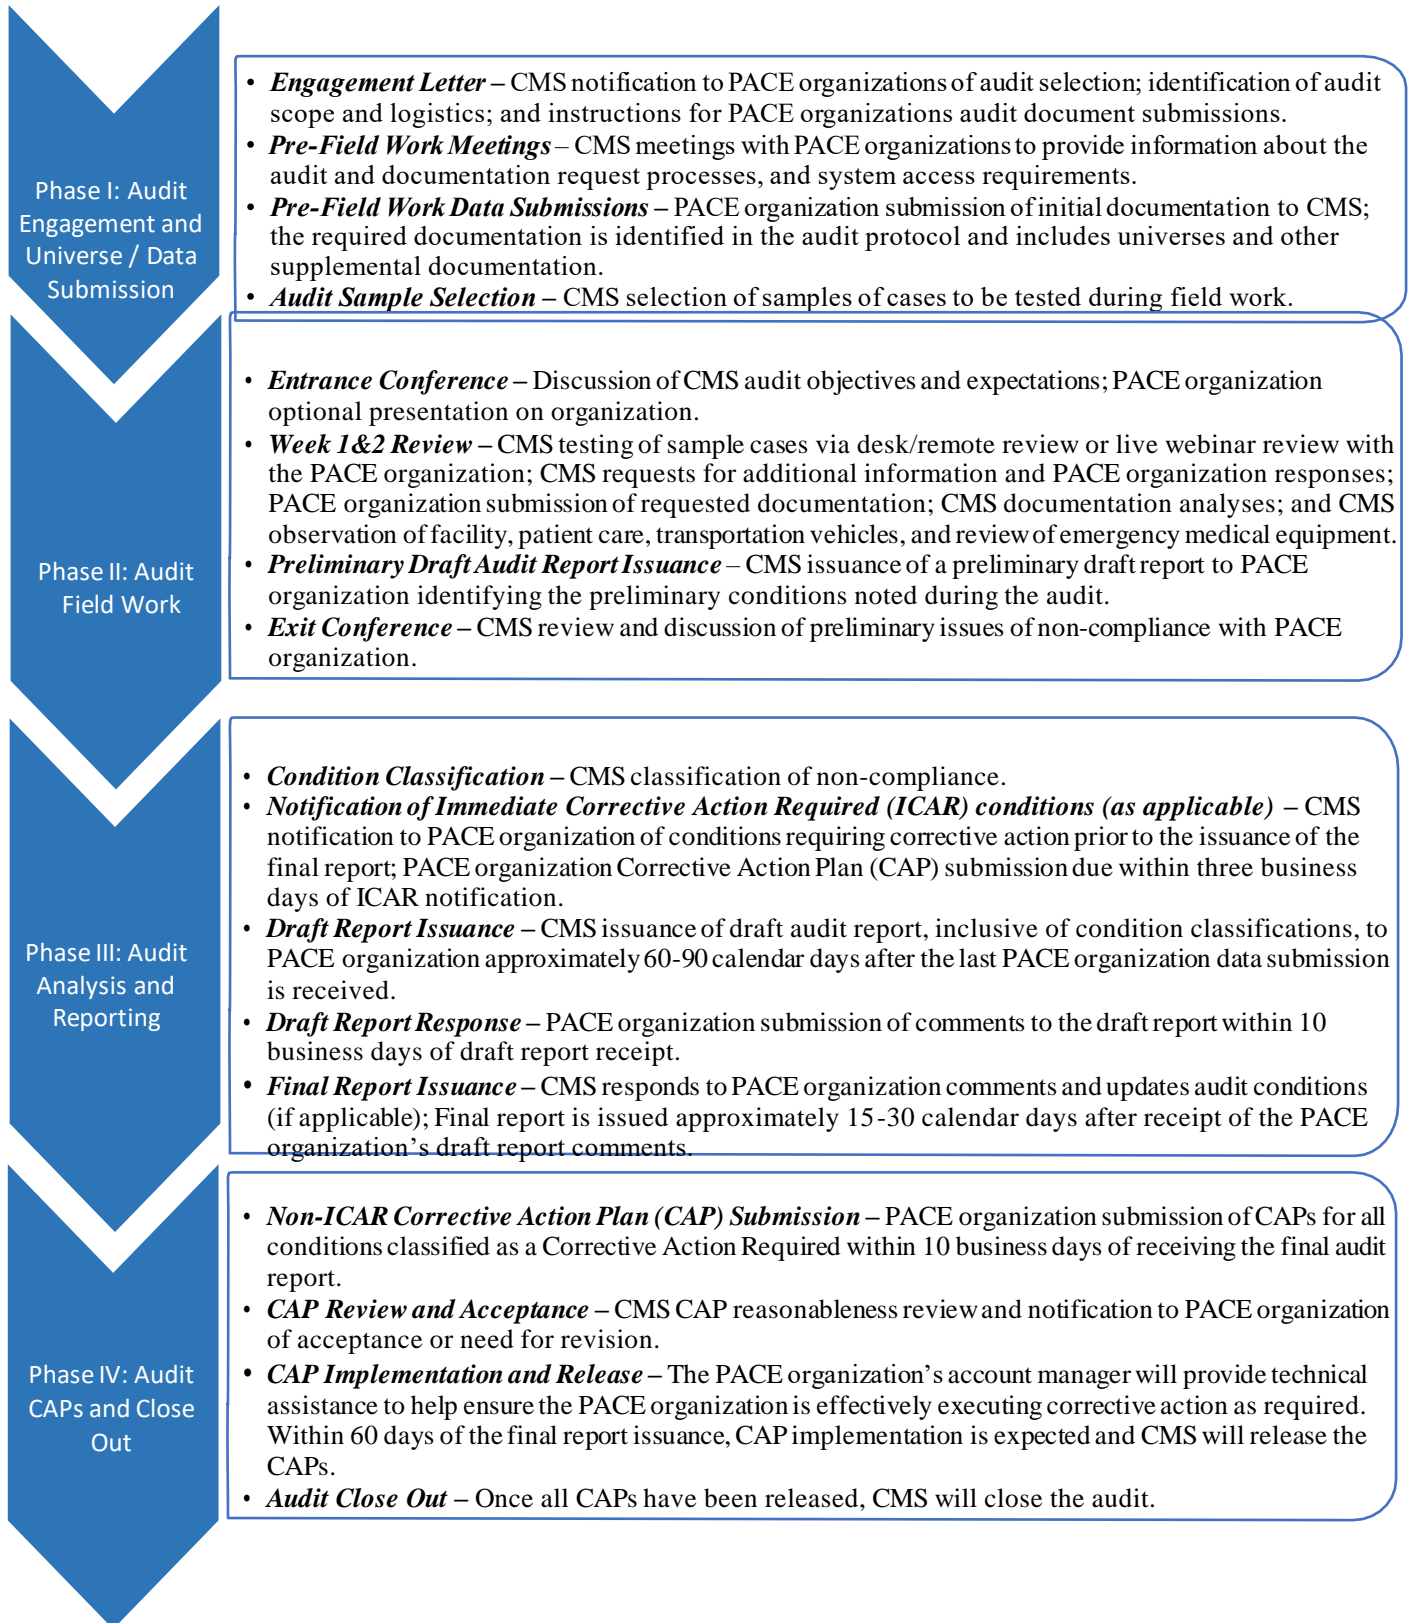 Phase I: Audit
Engagement and
Universe / Data
Submission
• Engagement Letter – CMS notification to PACE organizations of audit selection; identification of audit
scope and logistics; and instructions for PACE organizations audit document submissions.
• Pre-Field Work Meetings – CMS meetings with PACE organizations to provide information about the
audit and documentation request processes, and system access requirements.
• Pre-Field Work Data Submissions – PACE organization submission of initial documentation to CMS;
the required documentation is identified in the audit protocol and includes universes and other
supplemental documentation.
• Audit Sample Selection – CMS selection of samples of cases to be tested during field work.
Phase II: Audit
Field Work
• Entrance Conference – Discussion of CMS audit objectives and expectations; PACE organization
optional presentation on organization.
• Week 1&2 Review – CMS testing of sample cases via desk/remote review or live webinar review with
the PACE organization; CMS requests for additional information and PACE organization responses;
PACE organization submission of requested documentation; CMS documentation analyses; and CMS
observation of facility, patient care, transportation vehicles, and review of emergency medical equipment.
• Preliminary Draft Audit Report Issuance – CMS issuance of a preliminary draft report to PACE
organization identifying the preliminary conditions noted during the audit.
• Exit Conference – CMS review and discussion of preliminary issues of non-compliance with PACE
organization.
Phase III: Audit
Analysis and
Reporting
• Condition Classification – CMS classification of non-compliance.
• Notification of Immediate Corrective Action Required (ICAR) conditions (as applicable) – CMS
notification to PACE organization of conditions requiring corrective action prior to the issuance of the
final report; PACE organization Corrective Action Plan (CAP) submission due within three business
days of ICAR notification.
• Draft Report Issuance – CMS issuance of draft audit report, inclusive of condition classifications, to
PACE organization approximately 60-90 calendar days after the last PACE organization data submission
is received.
• Draft Report Response – PACE organization submission of comments to the draft report within 10
business days of draft report receipt.
• Final Report Issuance – CMS responds to PACE organization comments and updates audit conditions
(if applicable); Final report is issued approximately 15-30 calendar days after receipt of the PACE
organization’s draft report comments.
Phase IV: Audit
CAPs and Close
Out
• Non-ICAR Corrective Action Plan (CAP) Submission – PACE organization submission of CAPs for all
conditions classified as a Corrective Action Required within 10 business days of receiving the final audit
report.
• CAP Review and Acceptance – CMS CAP reasonableness review and notification to PACE organization
of acceptance or need for revision.
• CAP Implementation and Release – The PACE organization’s account manager will provide technical
assistance to help ensure the PACE organization is effectively executing corrective action as required.
Within 60 days of the final report issuance, CAP implementation is expected and CMS will release the
CAPs.
• Audit Close Out – Once all CAPs have been released, CMS will close the audit.